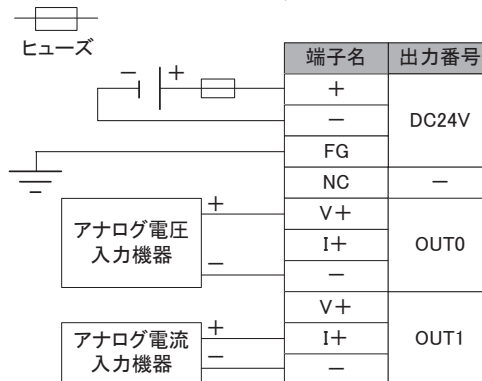 ヒューズ
端子名 出力番号
− + + DC24V
−
FG
NC −
アナログ電圧
入力機器
+ V+ OUT0
I+
− −
アナログ電流
入力機器
V+ OUT1
+ I+
− −